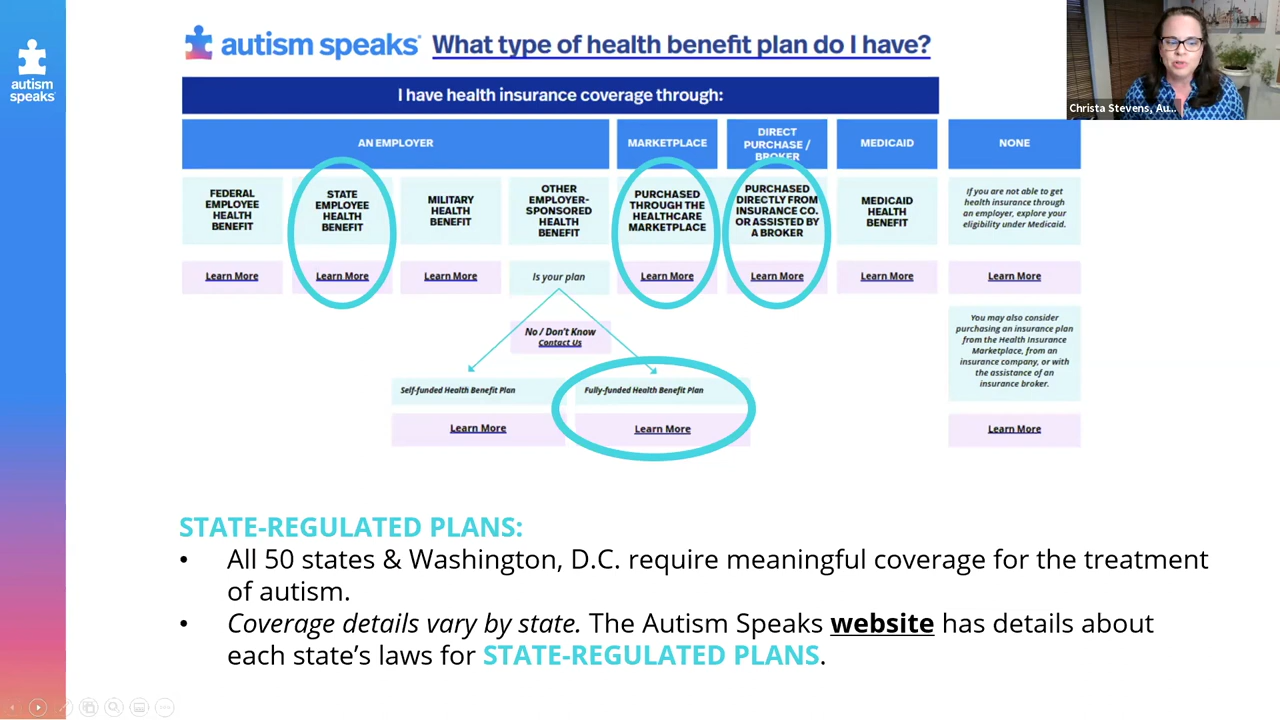 autism speaks
What type of health benefit plan do I have?
autism
speaks
Christa Stevens, Au...
I have health insurance coverage through:
AN EMPLOYER
MARKETPLACE
DIRECT
PURCHASE /
BROKER
MEDICAID
NONE
FEDERAL
EMPLOYEE
HEALTH
BENEFIT
STATE
EMPLOYEE
HEALTH
BENEFIT
MILITARY
HEALTH
BENEFIT
OTHER
EMPLOYER-
SPONSORED
HEALTH
BENEFIT
PURCHASED
THROUGH THE
HEALTHCARE
MARKETPLACE
PURCHASED
DIRECTLY FROM
INSURANCE CO.
OR ASSISTED BY
A BROKER
MEDICAID
HEALTH
BENEFIT
If you are not able to get
health insurance through
an employer, explore your
eligibility under Medicaid.
Learn More
Learn More
Learn More
Is your plan
Learn More
Learn More
Learn More
Learn More
No / Don't Know
Contact Us
You may also consider
purchasing an insurance plan
from the Health Insurance
Marketplace, from an
insurance company, or with
the assistance of an
insurance broker.
Self-funded Health Benefit Plan
Fully-funded Health Benefit Plan
Learn More
Learn More
Learn More
STATE-REGULATED PLANS:
• All 50 states & Washington, D.C. require meaningful coverage for the treatment
of autism.
• Coverage details vary by state. The Autism Speaks website has details about
each state's laws for STATE-REGULATED PLANS.